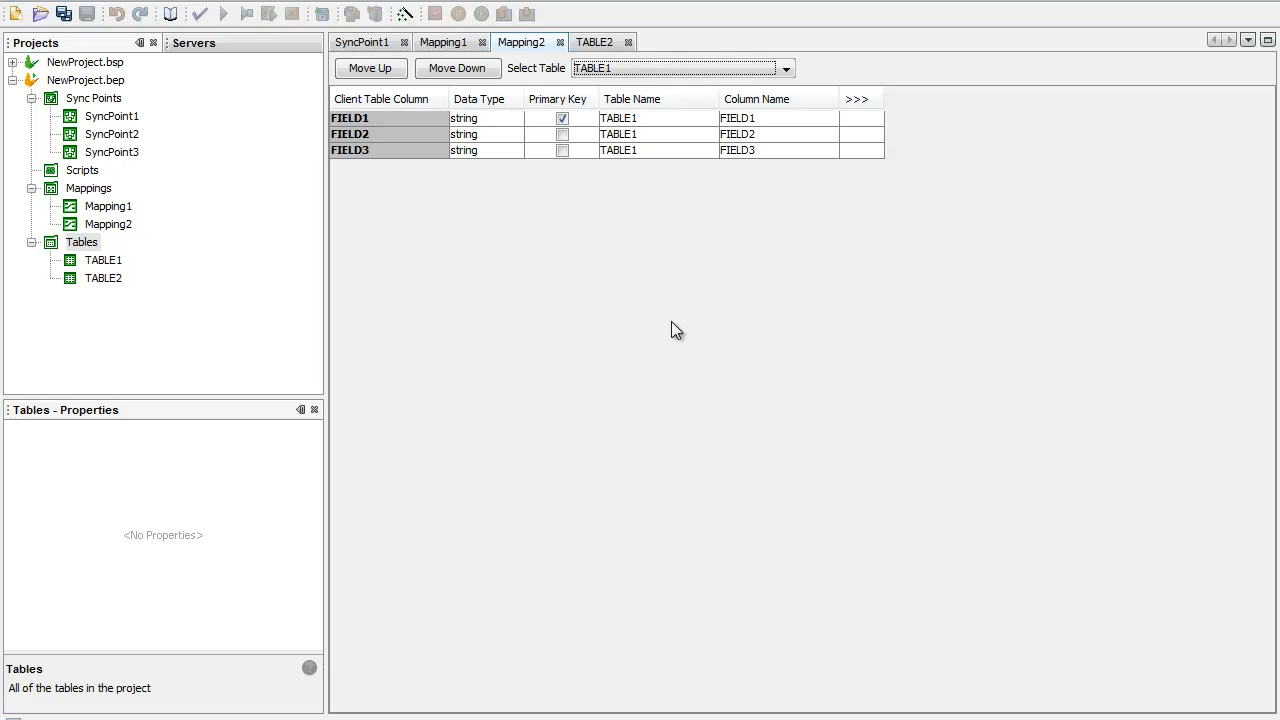 Projects
Servers
NewProject.bsp
NewProject.bep
Sync Points
SyncPoint1
SyncPoint2
SyncPoint3
Scripts
Mappings
Mapping1
Mapping2
Tables
TABLE1
TABLE2
Tables - Properties
<No Properties>
Tables
All of the tables in the project
SyncPoint1 Mapping1 Mapping2 TABLE2
Move Up Move Down Select Table TABLE1
Client Table Column Data Type Primary Key Table Name Column Name >>>
FIELD1 string TABLE1 FIELD1
FIELD2 string TABLE1 FIELD2
FIELD3 string TABLE1 FIELD3